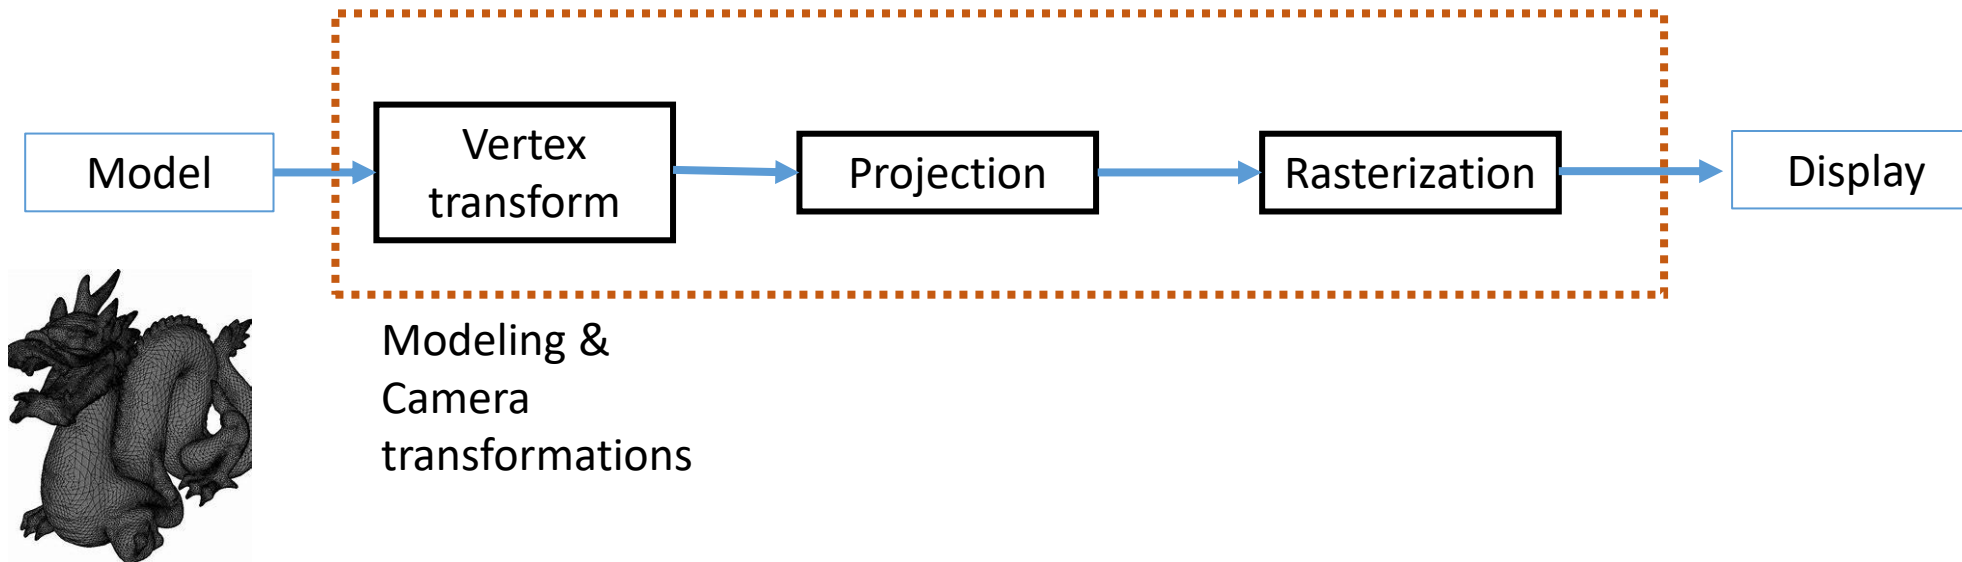 Model
Vertex
transform
Projection
Rasterization
Display
Modeling &
Camera
transformations